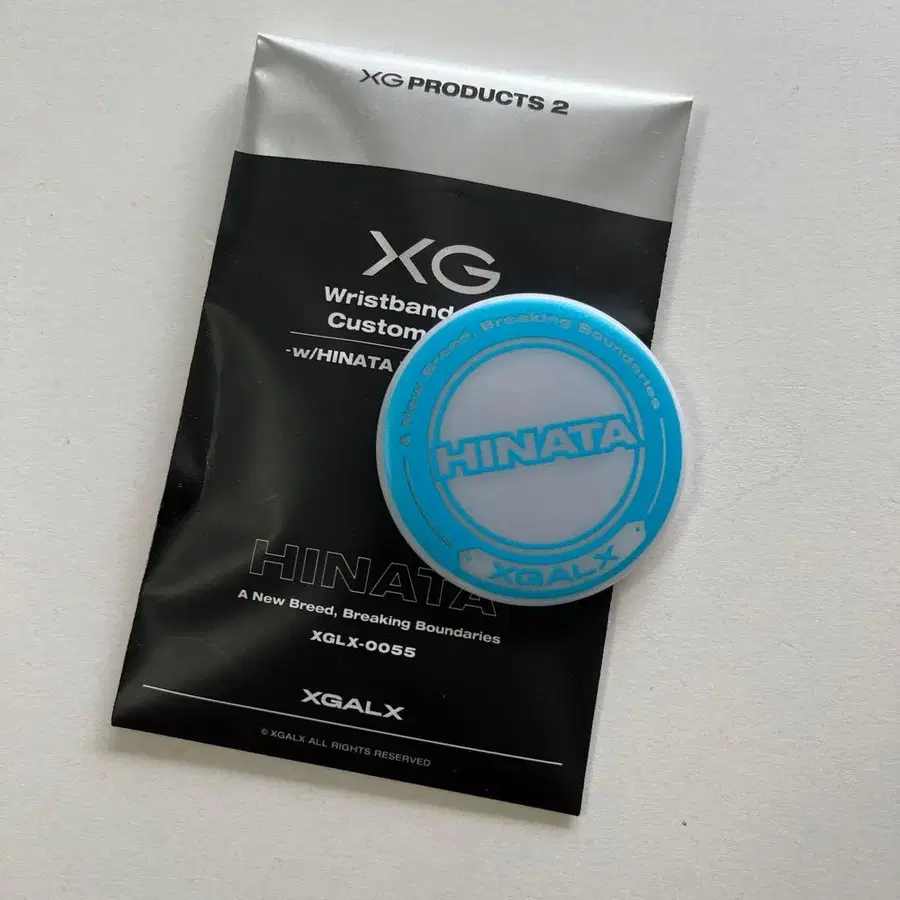 XG PRODUCTS 2
XG
Wristband
Custom
-w/HINATA
A New Breed, Breaking Boundaries
HINATA
XGALX
HINATA
A New Breed, Breaking Boundaries
XGLX-0055
XGALX
© XGALX ALL RIGHTS RESERVED